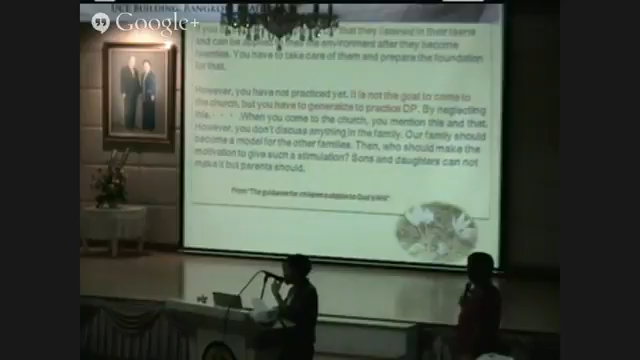 UCE BUILDING, BANGKOK
Google+
that they listened in their
and can be the environment after they become
You have to take care of them and prepare the foundation
for that.
However, you have not practiced yet. It is not the goal to come to
the church, but you have to generalize to practice DP. By neglecting
this, . . . . When you come to the church, you mention this and that.
However, you don't discuss anything in the family. Our family should
become a model for the other families. Then, who should make the
motivation to give such a stimulation? Sons and daughters can not
make it but parents should.
From "The guidance for